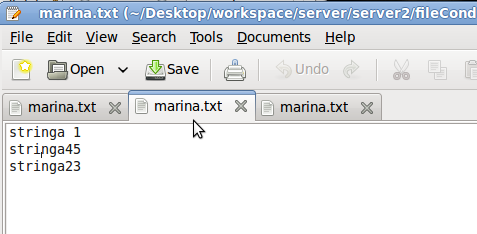 marina.txt (~/Desktop/workspace/server/server2/fileCond
File Edit View Search Tools Documents Help
Open Save Undo
marina.txt marina.txt marina.txt
stringa 1
stringa45
stringa23